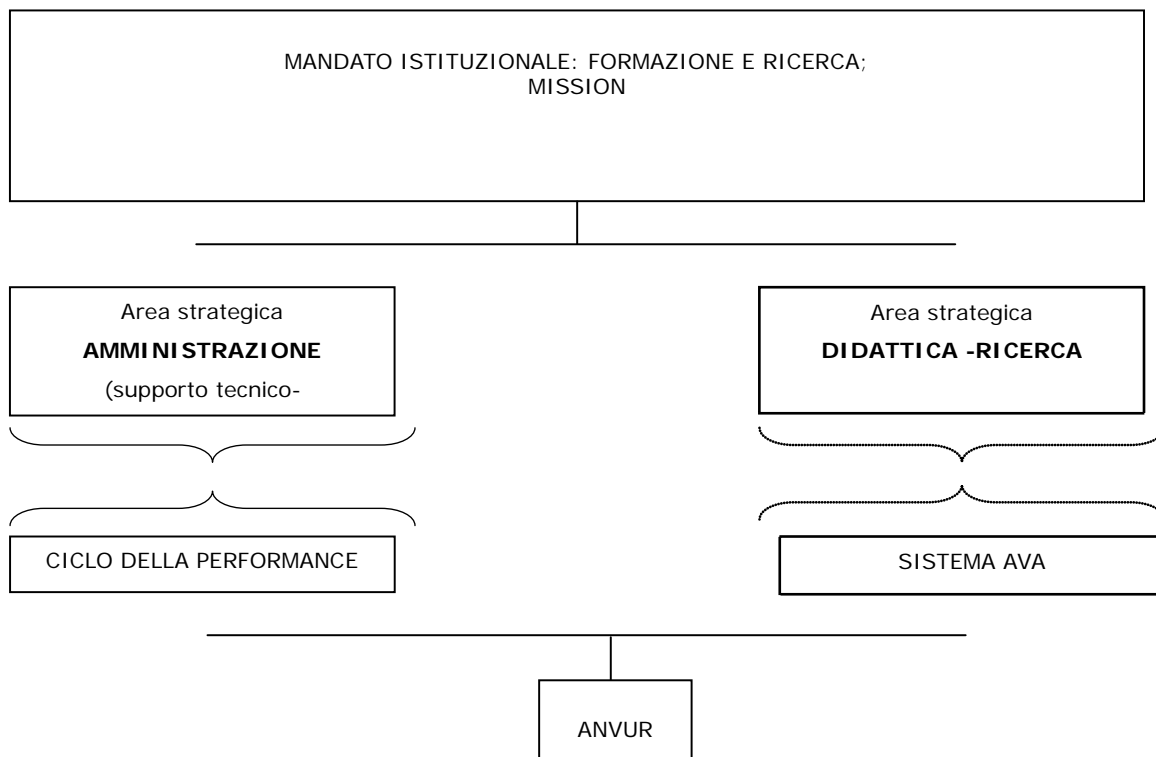 MANDATO ISTITUZIONALE: FORMAZIONE E RICERCA;
MISSION
Area strategica
AMMINISTRAZIONE
(supporto tecnico-
Area strategica
DIDATTICA -RICERCA
CICLO DELLA PERFORMANCE
SISTEMA AVA
ANVUR